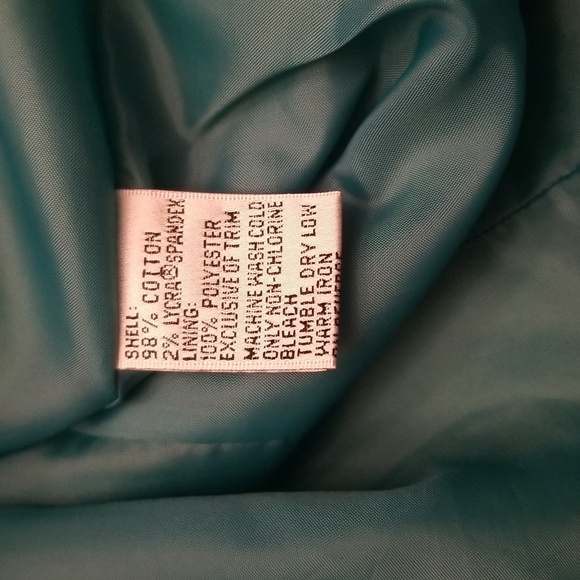 SHELL:
98% COTTON
2% LYCRA® SPANDEX
LINING:
100% POLYESTER
EXCLUSIVE OF TRIM
MACHINE WASH COLD
ONLY NON-CHLORINE
BLEACH
TUMBLE DRY LOW
WARM IRON